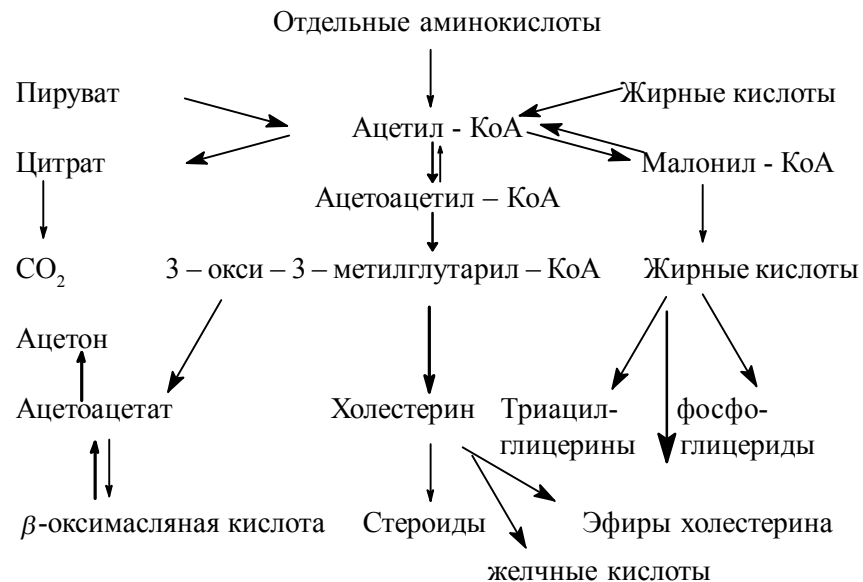 Отдельные аминокислоты
Пируват
Жирные кислоты
Ацетил - КоА
Цитрат
Малонил - КоА
Ацетоацетил – КоА
CO2
3 – окси – 3 – метилглутарил – КоА
Жирные кислоты
Ацетон
Ацетоацетат
Холестерин
Триацил-
глицерины
фосфо-
глицериды
β-оксимасляная кислота
Стероиды
Эфиры холестерина
желчные кислоты